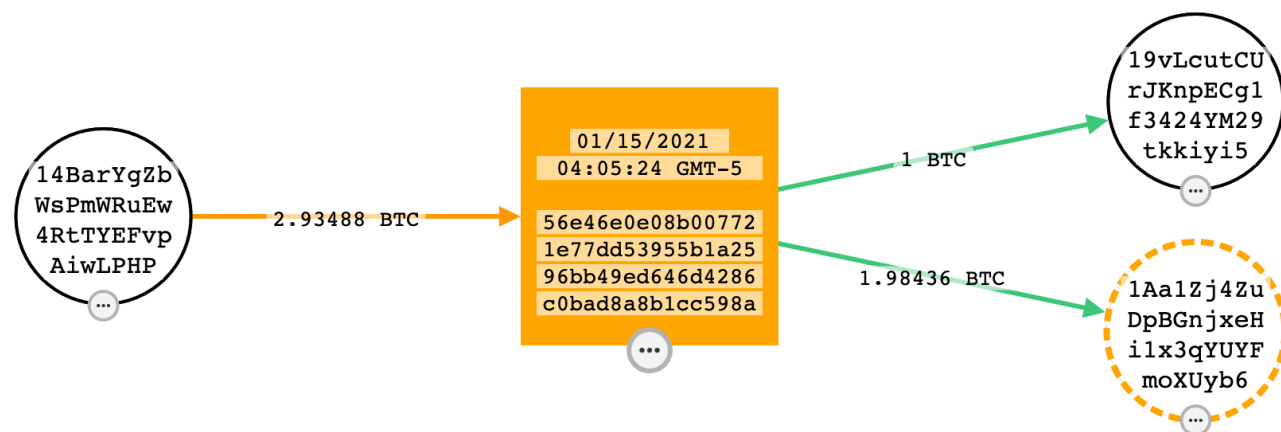 14BarYgZb
WsPmWRuEw
4RtTYEFvp
AiwLPHP
2.93488 BTC
01/15/2021
04:05:24 GMT-5
56e46e0e08b00772
1e77dd53955b1a25
96bb49ed646d4286
c0bad8a8b1cc598a
1 BTC
19vLcutCU
rJKnpECg1
f3424YM29
tkkiyi5
1.98436 BTC
1Aa1Zj4Zu
DpBGnjxeH
i1x3qYUYF
moXUyb6